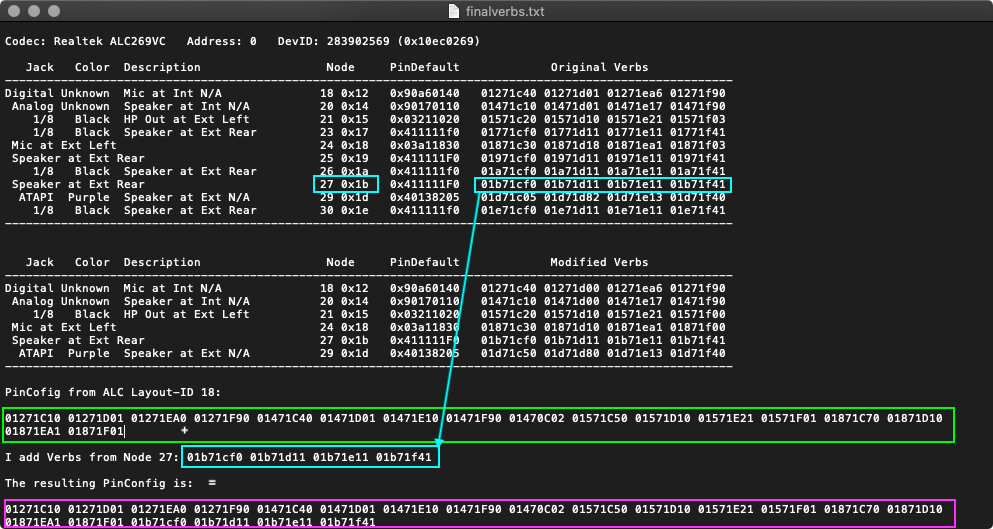 finalverbs.txt
Codec: Realtek ALC269VC   Address: 0   DevID: 283902569 (0x10ec0269)
Jack   Color  Description   Node   PinDefault   Original Verbs
--------------------------------------------------------------------------------------------------------------
Digital Unknown  Mic at Int N/A   18 0x12   0x90a60140   01271c40 01271d01 01271ea6 01271f90
Analog Unknown  Speaker at Int N/A   20 0x14   0x90170110   01471c10 01471d01 01471e17 01471f90
1/8   Black  HP Out at Ext Left   21 0x15   0x03211020   01571c20 01571d10 01571e21 01571f03
1/8   Black  Speaker at Ext Rear   23 0x17   0x411111f0   01771cf0 01771d11 01771e11 01771f41
Mic at Ext Left   24 0x18   0x03a11830   01871c30 01871d18 01871ea1 01871f03
Speaker at Ext Rear   25 0x19   0x411111F0   01971cf0 01971d11 01971e11 01971f41
1/8   Black  Speaker at Ext Rear   26 0x1a   0x411111f0   01a71cf0 01a71d11 01a71e11 01a71f41
Speaker at Ext Rear   27 0x1b   0x411111F0   01b71cf0 01b71d11 01b71e11 01b71f41
ATAPI  Purple  Speaker at Ext N/A   29 0x1d   0x40138205   01d71c05 01d71d82 01d71e13 01d71f40
1/8   Black  Speaker at Ext Rear   30 0x1e   0x411111f0   01e71cf0 01e71d11 01e71e11 01e71f41
--------------------------------------------------------------------------------------------------------------
Jack   Color  Description   Node   PinDefault   Modified Verbs
--------------------------------------------------------------------------------------------------------------
Digital Unknown  Mic at Int N/A   18 0x12   0x90a60140   01271c40 01271d00 01271ea6 01271f90
Analog Unknown  Speaker at Int N/A   20 0x14   0x90170110   01471c10 01471d00 01471e17 01471f90
1/8   Black  HP Out at Ext Left   21 0x15   0x03211020   01571c20 01571d10 01571e21 01571f00
Mic at Ext Left   24 0x18   0x03a11830   01871c30 01871d10 01871ea1 01871f00
Speaker at Ext Rear   27 0x1b   0x411111F0   01b71cf0 01b71d11 01b71e11 01b71f41
ATAPI  Purple  Speaker at Ext N/A   29 0x1d   0x40138205   01d71c50 01d71d80 01d71e13 01d71f40
--------------------------------------------------------------------------------------------------------------
PinCofig from ALC Layout-ID 18:
01271C10 01271D01 01271EA0 01271F90 01471C40 01471D01 01471E10 01471F90 01470C02 01571C50 01571D10 01571E21 01571F01 01871C70 01871D10
01871EA1 01871F01 +
I add Verbs from Node 27: 01b71cf0 01b71d11 01b71e11 01b71f41
The resulting PinConfig is:  =
01271C10 01271D01 01271EA0 01271F90 01471C40 01471D01 01471E10 01471F90 01470C02 01571C50 01571D10 01571E21 01571F01 01871C70 01871D10
01871EA1 01871F01 01b71cf0 01b71d11 01b71e11 01b71f41